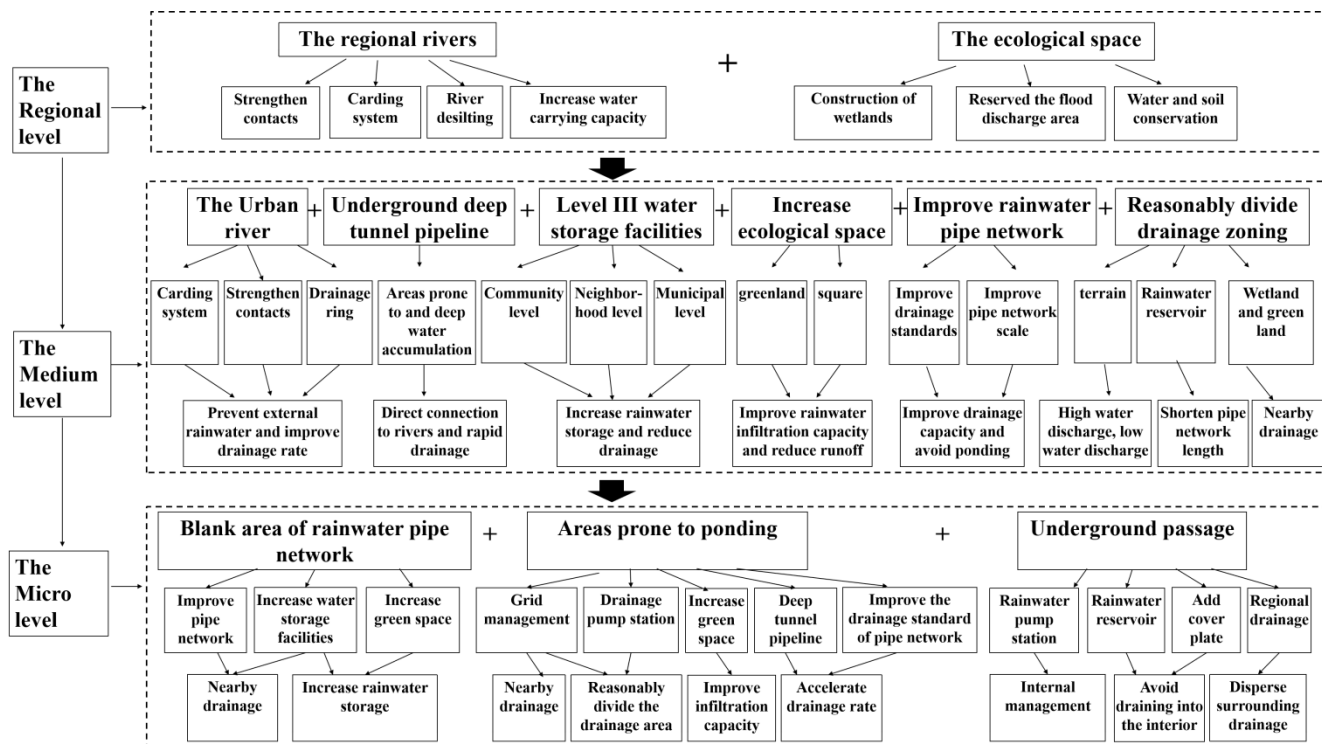 The
Regional
level
The regional rivers
+
The ecological space
Strengthen
contacts
Carding
system
River
desilting
Increase water
carrying capacity
Construction of
wetlands
Reserved the flood
discharge area
Water and soil
conservation
The
Medium
level
The Urban
river
+
Underground deep
tunnel pipeline
+
Level III water
storage facilities
+
Increase
ecological space
+
Improve rainwater
pipe network
+
Reasonably divide
drainage zoning
Carding
system
Strengthen
contacts
Drainage
ring
Areas prone
to and deep
water
accumulation
Community
level
Neighbor-
hood level
Municipal
level
greenland
square
Improve
drainage
standards
Improve
pipe network
scale
terrain
Rainwater
reservoir
Wetland
and green
land
Prevent external
rainwater and improve
drainage rate
Direct connection
to rivers and rapid
drainage
Increase rainwater
storage and reduce
drainage
Improve rainwater
infiltration capacity
and reduce runoff
Improve drainage
capacity and
avoid ponding
High water
discharge, low
water discharge
Shorten pipe
network
length
Nearby
drainage
The
Micro
level
Blank area of rainwater pipe
network
+
Areas prone to ponding
+
Underground passage
Improve
pipe
network
Increase water
storage
facilities
Increase
green space
Grid
management
Drainage
pump station
Increase
green
space
Deep
tunnel
pipeline
Improve the
drainage standard
of pipe network
Rainwater
pump
station
Rainwater
reservoir
Add
cover
plate
Regional
drainage
Nearby
drainage
Increase rainwater
storage
Nearby
drainage
Reasonably
divide the
drainage area
Improve
infiltration
capacity
Accelerate
drainage rate
Internal
management
Avoid
draining into
the interior
Disperse
surrounding
drainage